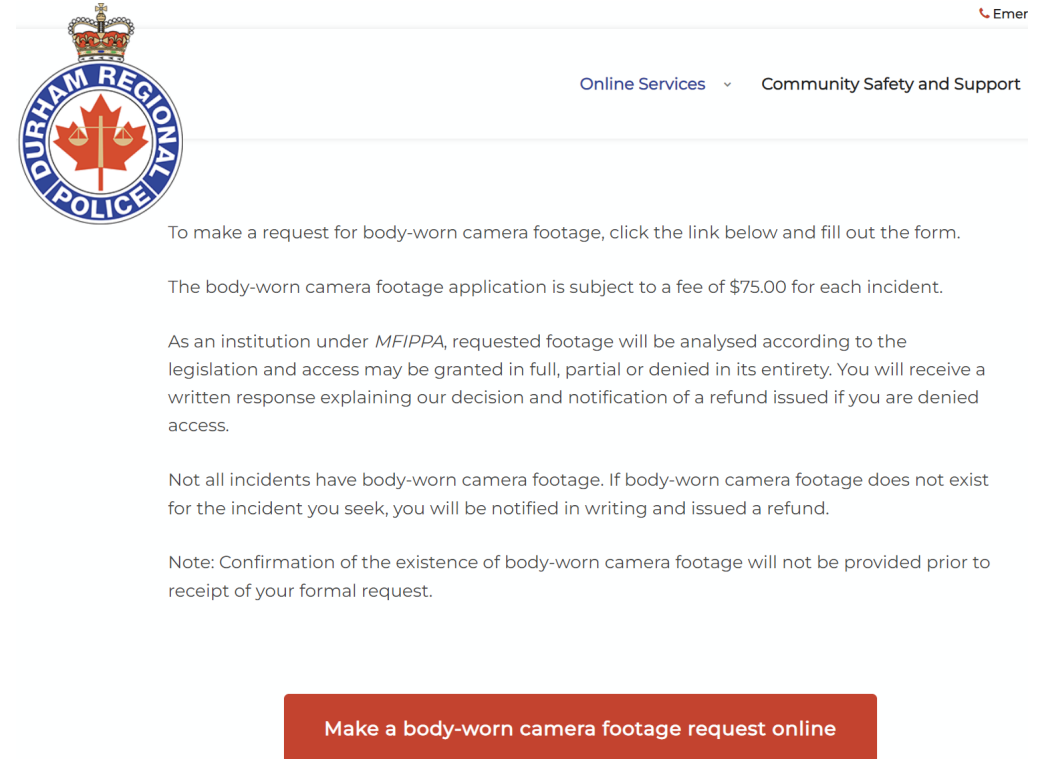 Emer
DURHAM REGIONAL POLICE
Online Services
Community Safety and Support
To make a request for body-worn camera footage, click the link below and fill out the form.
The body-worn camera footage application is subject to a fee of $75.00 for each incident.
As an institution under MFIPPA, requested footage will be analysed according to the
legislation and access may be granted in full, partial or denied in its entirety. You will receive a
written response explaining our decision and notification of a refund issued if you are denied
access.
Not all incidents have body-worn camera footage. If body-worn camera footage does not exist
for the incident you seek, you will be notified in writing and issued a refund.
Note: Confirmation of the existence of body-worn camera footage will not be provided prior to
receipt of your formal request.
Make a body-worn camera footage request online